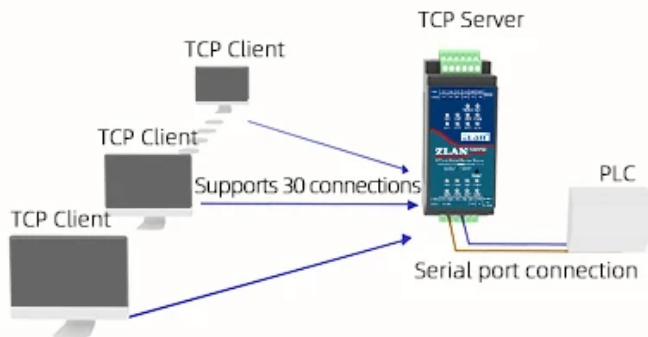 TCP Server
TCP Client
TCP Client
Supports 30 connections
TCP Client
PLC
Serial port connection
ZLAN